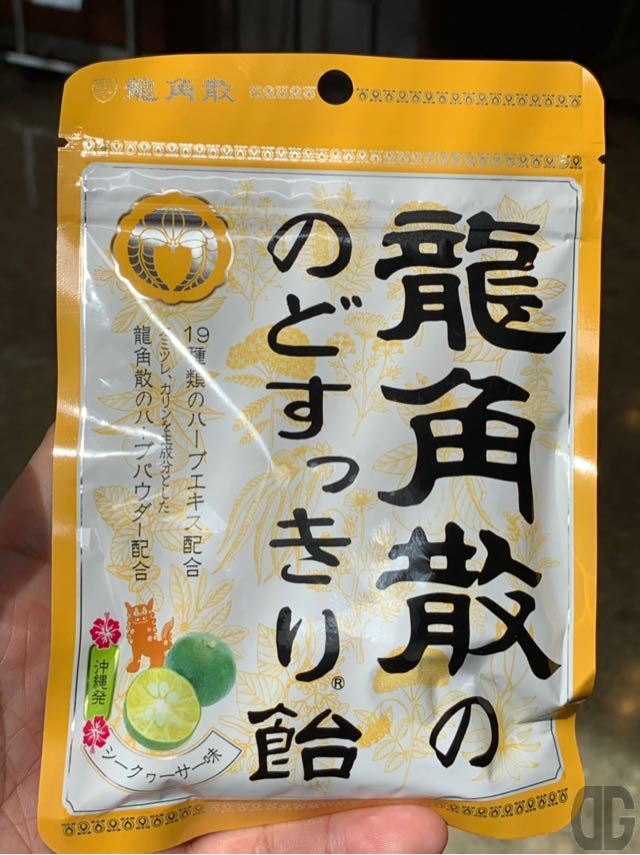 龍角散
龍角散の
のどすっきり飴®
19種類のハーブエキス配合
カミツレ、カリンを主成分とした
龍角散のハーブパウダー配合
沖縄発
シークヮーサー味
DG